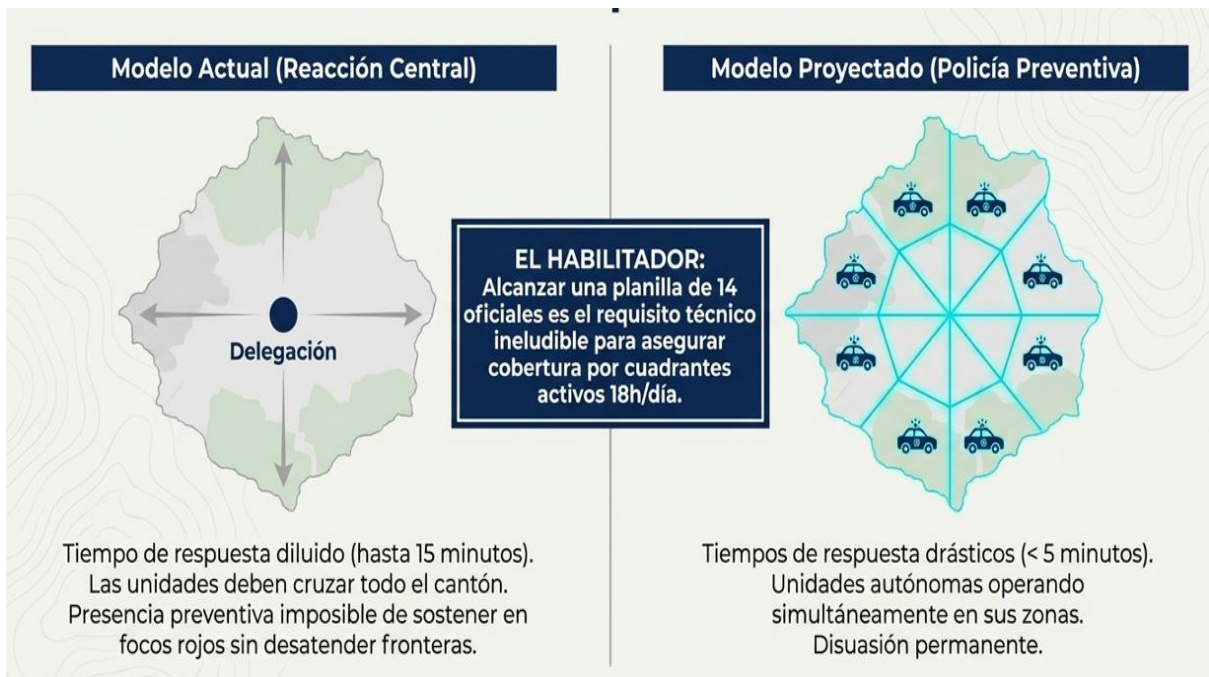 Modelo Actual (Reacción Central)
Delegación
Tiempo de respuesta diluido (hasta 15 minutos).
Las unidades deben cruzar todo el cantón.
Presencia preventiva imposible de sostener en
focos rojos sin desatender fronteras.
EL HABILITADOR:
Alcanzar una planilla de 14
oficiales es el requisito técnico
ineludible para asegurar
cobertura por cuadrantes
activos 18h/día.
Modelo Proyectado (Policía Preventiva)
Tiempos de respuesta drásticos (< 5 minutos).
Unidades autónomas operando
simultáneamente en sus zonas.
Disuasión permanente.